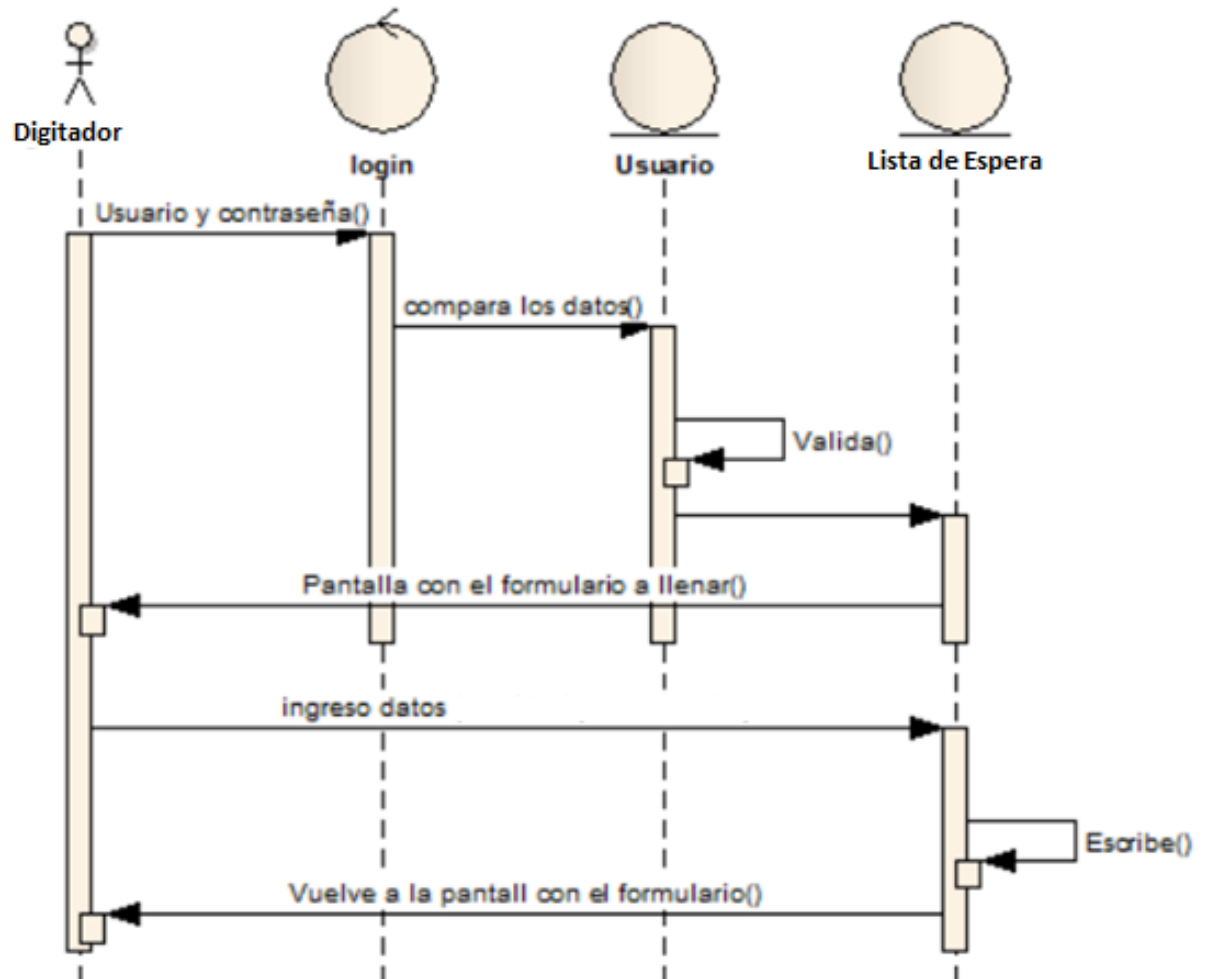 Digitador
login
Usuario
Lista de Espera
Usuario y contraseña()
compara los datos()
Valida()
Pantalla con el formulario a llenar()
ingreso datos
Escribe()
Vuelve a la pantall con el formulario()